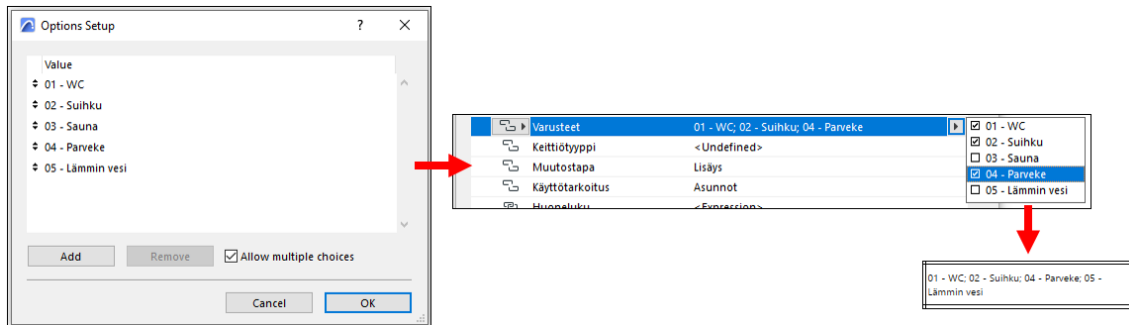 Options Setup
?
Value
01 - WC
02 - Suihku
03 - Sauna
04 - Parveke
05 - Lämmin vesi
Add
Remove
Allow multiple choices
Cancel
OK
Varusteet 01 - WC; 02 - Suihku; 04 - Parveke
Keittiötyyppi <Undefined>
Muutostapa Lisäys
Käyttötarkoitus Asunnot
Huoneluku <Expression>
01 - WC
02 - Suihku
03 - Sauna
04 - Parveke
05 - Lämmin vesi
01 - WC; 02 - Suihku; 04 - Parveke; 05 -
Lämmin vesi